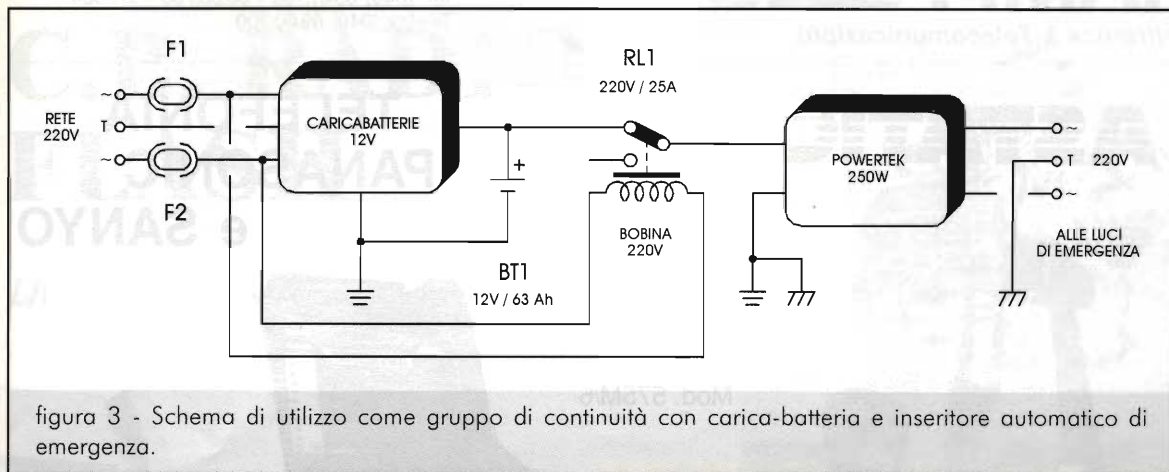 F1
F2
RETE
220V
~
T
~
CARICABATTERIE
12V
+
BT1
12V / 63 Ah
RL1
220V / 25A
BOBINA
220V
POWERTEK
250W
~
T 220V
~
ALLE LUCI
DI EMERGENZA
figura 3 - Schema di utilizzo come gruppo di continuità con carica-batteria e inseritore automatico di
emergenza.